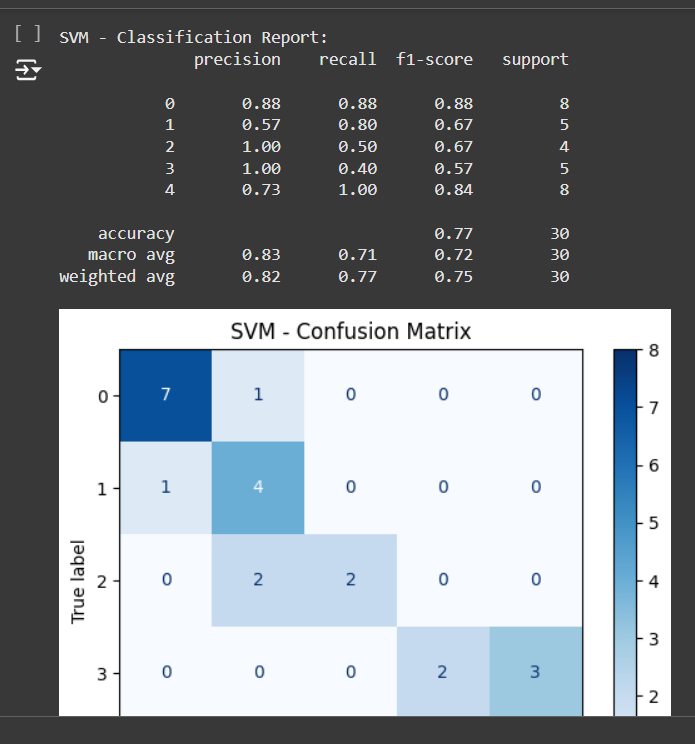 [ ] SVM - Classification Report:
precision recall f1-score support
0 0.88 0.88 0.88 8
1 0.57 0.80 0.67 5
2 1.00 0.50 0.67 4
3 1.00 0.40 0.57 5
4 0.73 1.00 0.84 8
accuracy 0.77 30
macro avg 0.83 0.71 0.72 30
weighted avg 0.82 0.77 0.75 30
SVM - Confusion Matrix
8
0 7 1 0 0 0
7
6
1 1 4 0 0 0
5
True label
2 0 2 2 0 0
4
3
3 0 0 0 2 3
2